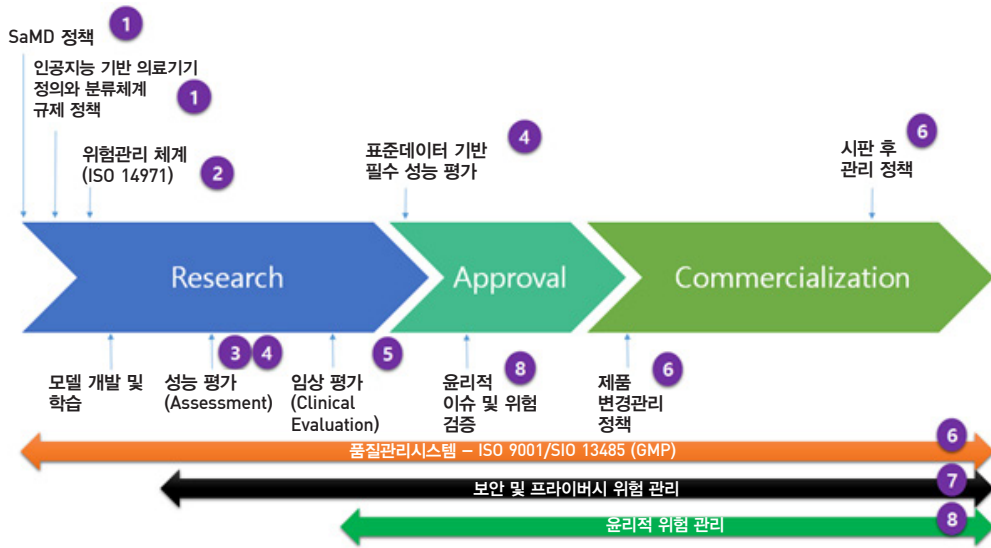 SaMD 정책
1
인공지능 기반 의료기기
정의와 분류체계
규제 정책
1
위험관리 체계
(ISO 14971)
2
표준데이터 기반
필수 성능 평가
4
시판 후
관리 정책
6
Research
Approval
Commercialization
모델 개발 및
학습
성능 평가
(Assessment)
3
4
임상 평가
(Clinical
Evaluation)
5
윤리적
이슈 및 위험
검증
8
제품
변경관리
정책
6
품질관리시스템 – ISO 9001/SIO 13485 (GMP)
6
보안 및 프라이버시 위험 관리
7
윤리적 위험 관리
8